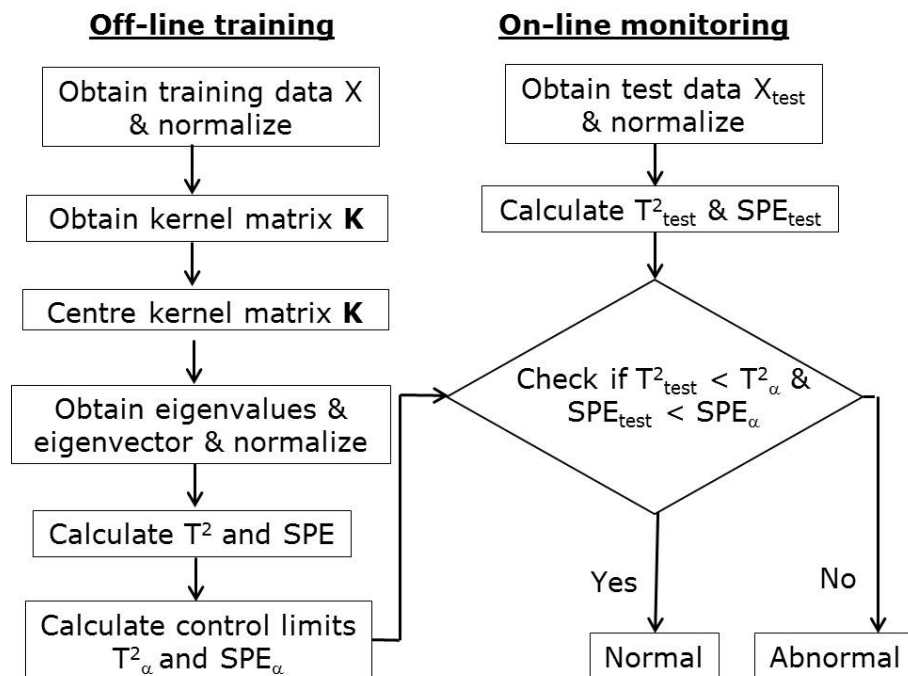 Off-line training
Obtain training data X
& normalize
Obtain kernel matrix K
Centre kernel matrix K
Obtain eigenvalues &
eigenvector & normalize
Calculate T² and SPE
Calculate control limits
T²α and SPEα
On-line monitoring
Obtain test data Xtest
& normalize
Calculate T²test & SPEtest
Check if T²test < T²α &
SPEtest < SPEα
Yes
No
Normal
Abnormal